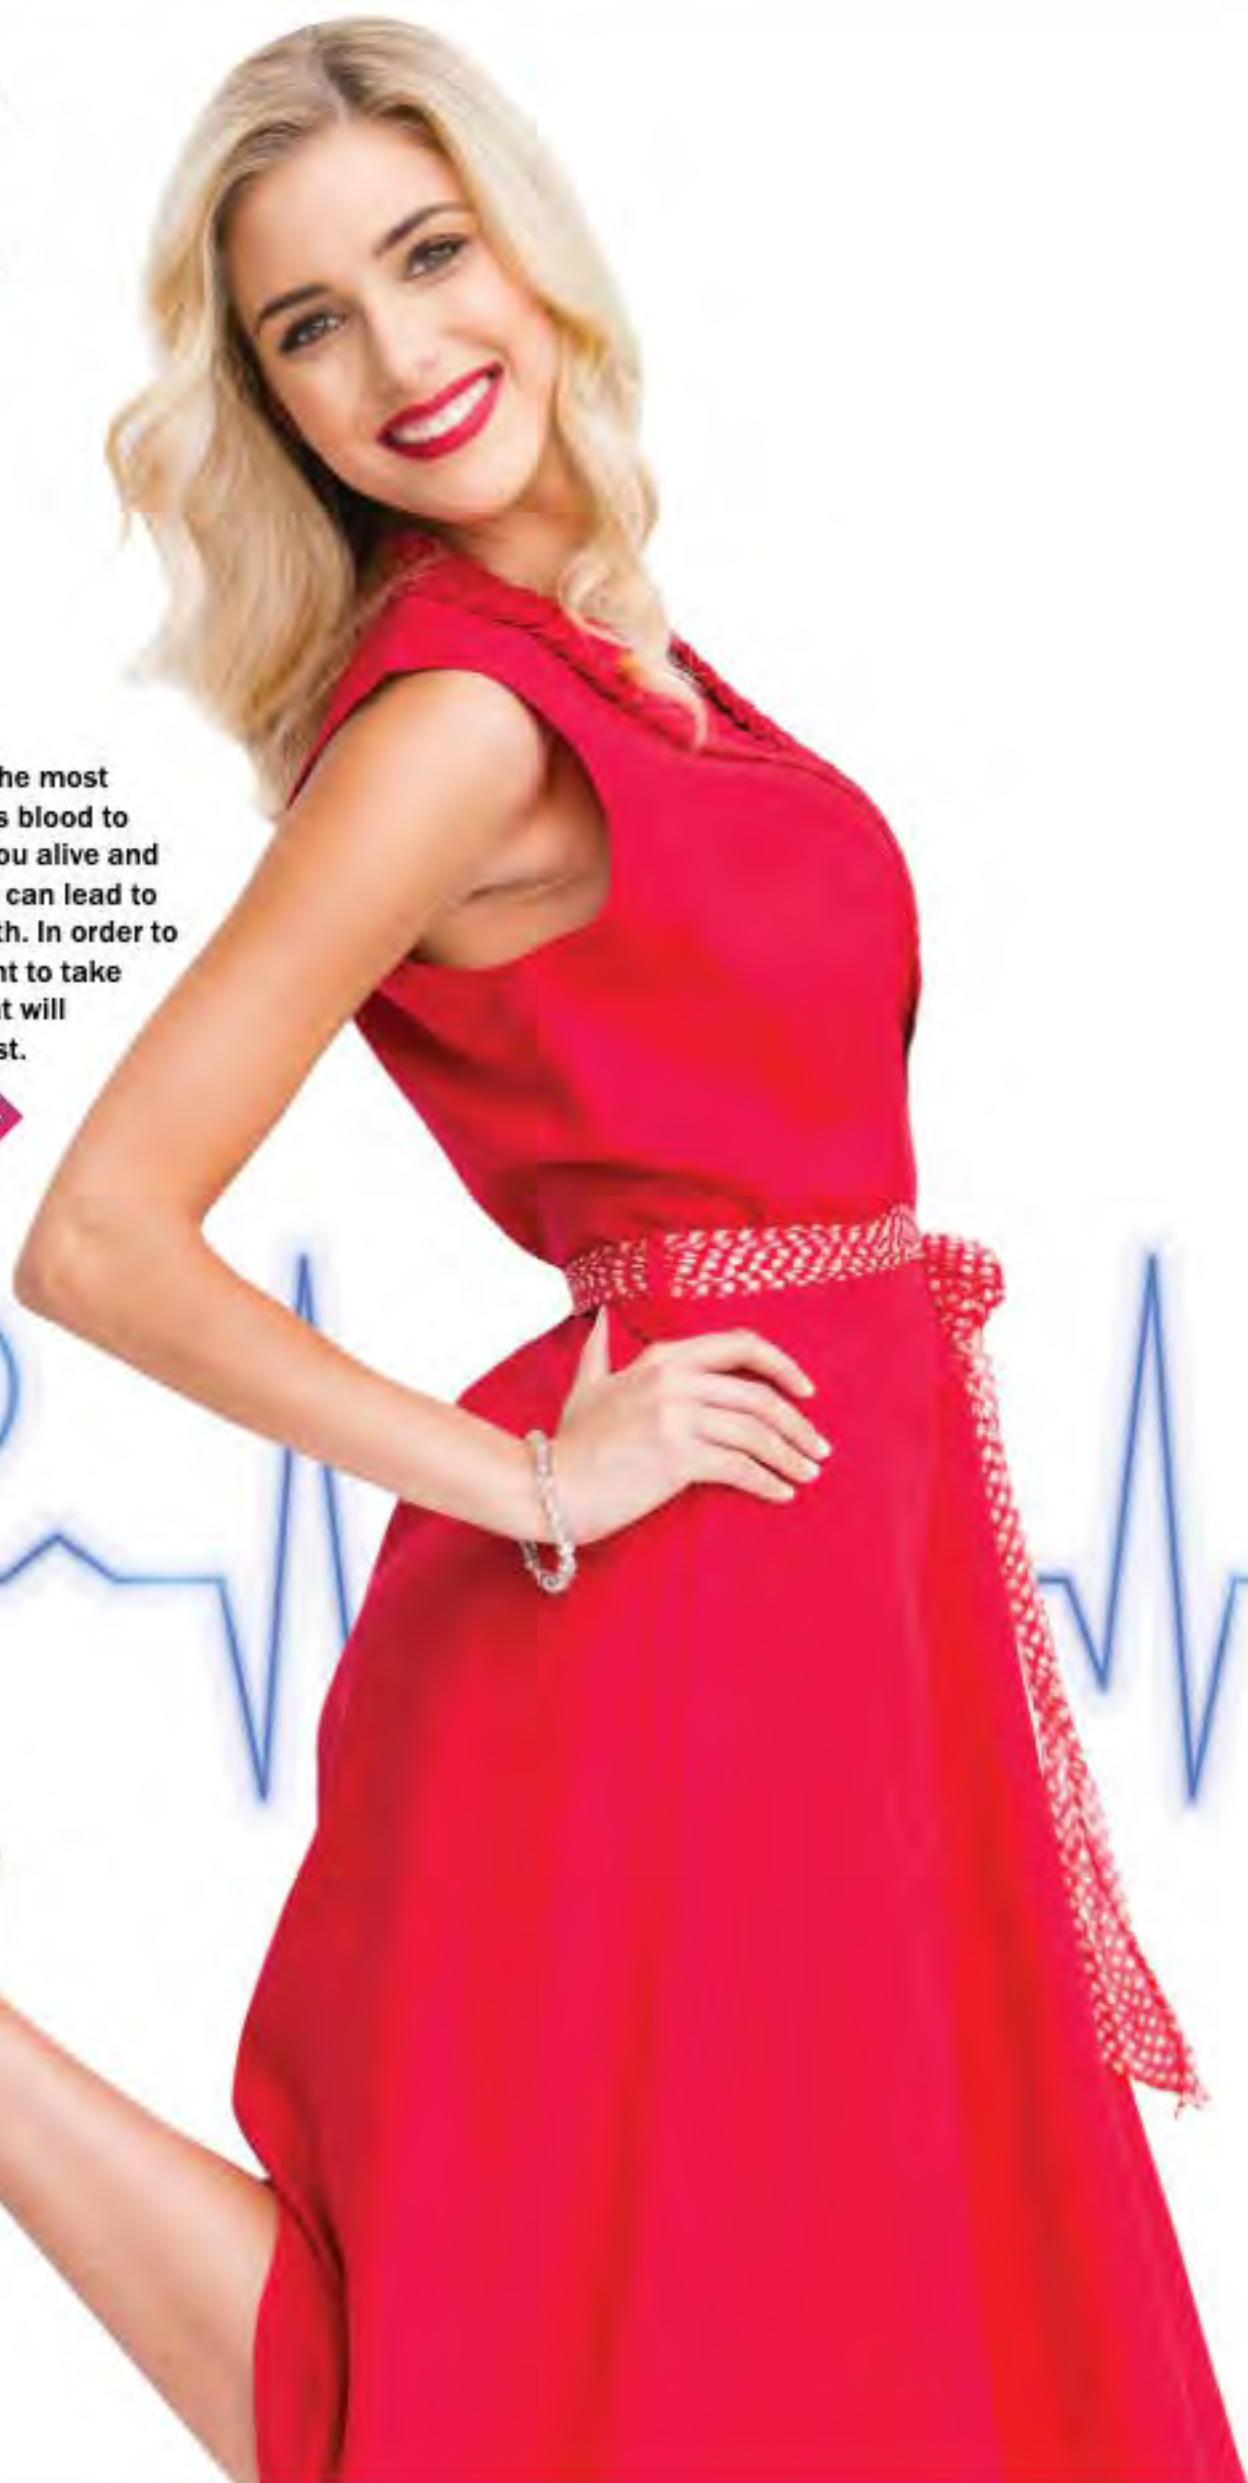 he most
s blood to
ou alive and
can lead to
th. In order to
nt to take
t will
st.